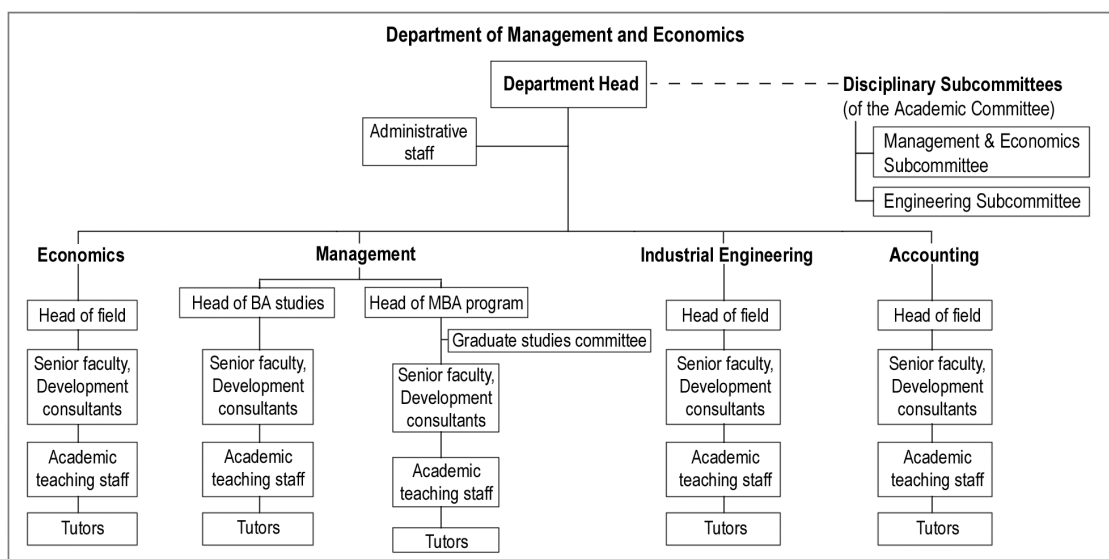 Department of Management and Economics
Department Head
Disciplinary Subcommittees
(of the Academic Committee)
Administrative
staff
Management & Economics
Subcommittee
Engineering Subcommittee
Economics
Head of field
Senior faculty,
Development
consultants
Academic
teaching staff
Tutors
Management
Head of BA studies
Senior faculty,
Development
consultants
Academic
teaching staff
Tutors
Head of MBA program
Graduate studies committee
Senior faculty,
Development
consultants
Academic
teaching staff
Tutors
Industrial Engineering
Head of field
Senior faculty,
Development
consultants
Academic
teaching staff
Tutors
Accounting
Head of field
Senior faculty,
Development
consultants
Academic
teaching staff
Tutors